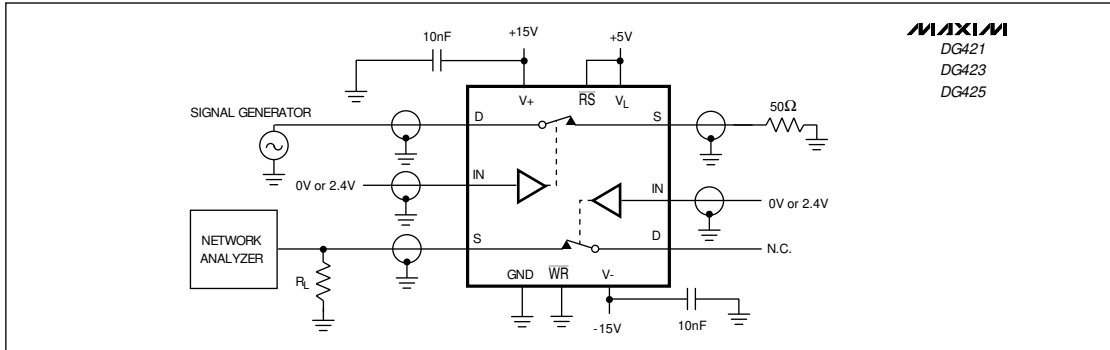 MAXIM
DG421
DG423
DG425
10nF
+15V
+5V
V+
RS
VL
SIGNAL GENERATOR
D
S
50Ω
IN
0V or 2.4V
IN
0V or 2.4V
NETWORK
ANALYZER
S
D
N.C.
RL
GND
WR
V-
-15V
10nF